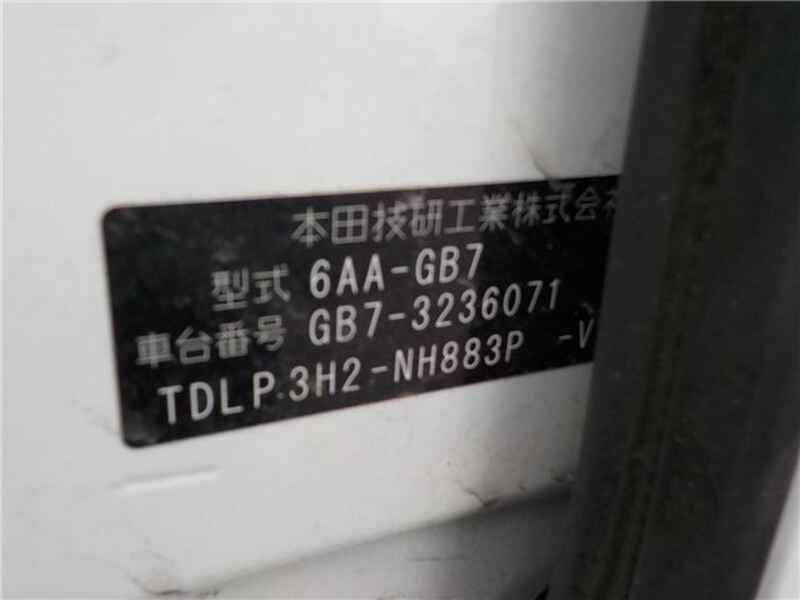 本田技研工業株式会社
型式 6AA-GB7
車台番号 GB7-3236071
TDLP 3H2-NH883P -V